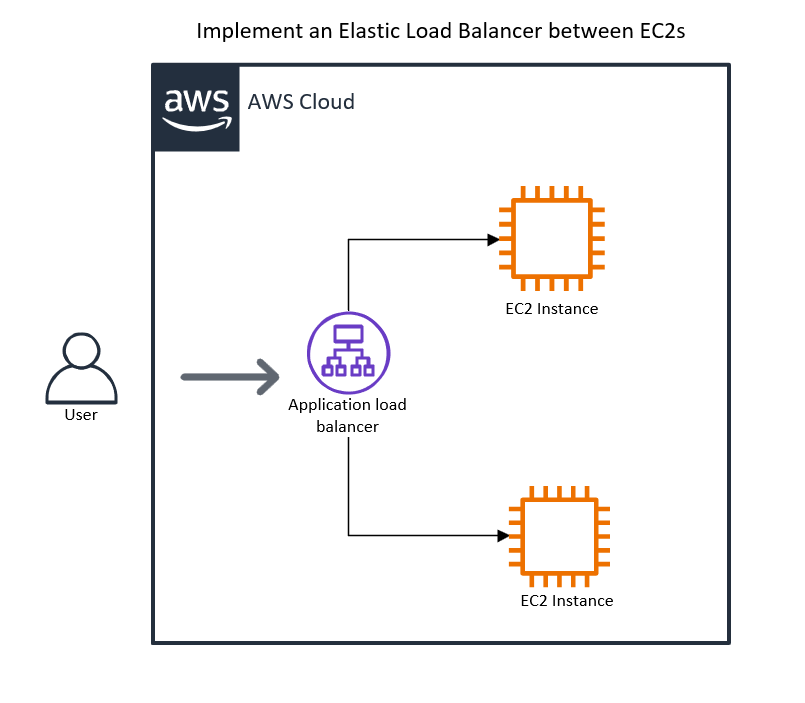 Implement an Elastic Load Balancer between EC2s
aws
AWS Cloud
EC2 Instance
User
Application load
balancer
EC2 Instance